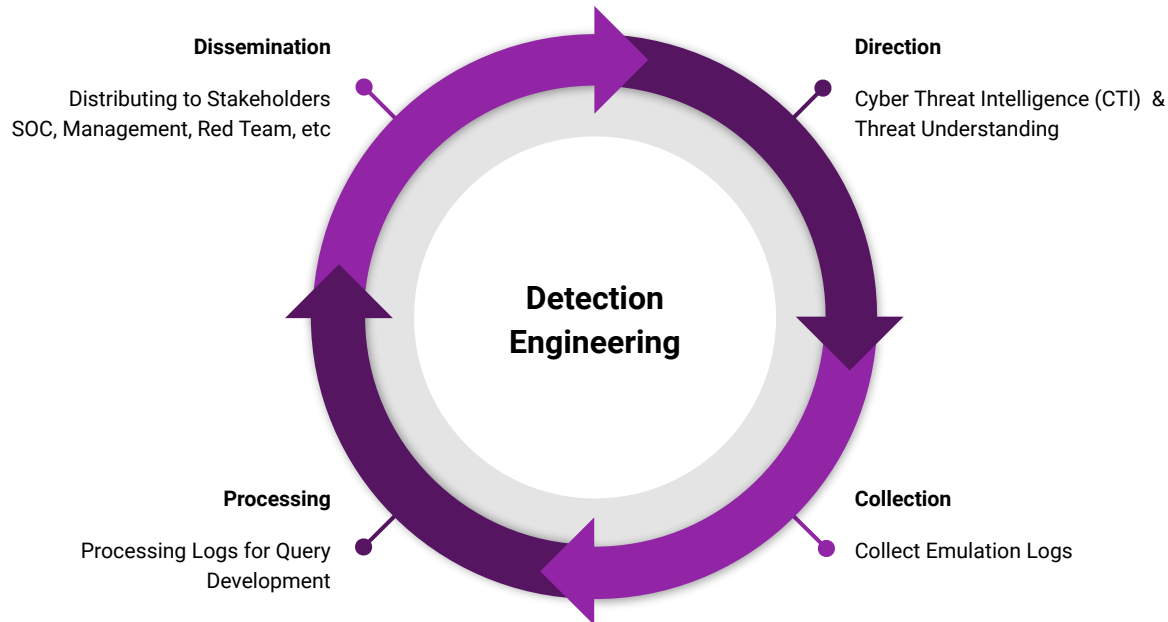 Dissemination
Distributing to Stakeholders
SOC, Management, Red Team, etc
Direction
Cyber Threat Intelligence (CTI) &
Threat Understanding
Detection
Engineering
Processing
Processing Logs for Query
Development
Collection
Collect Emulation Logs